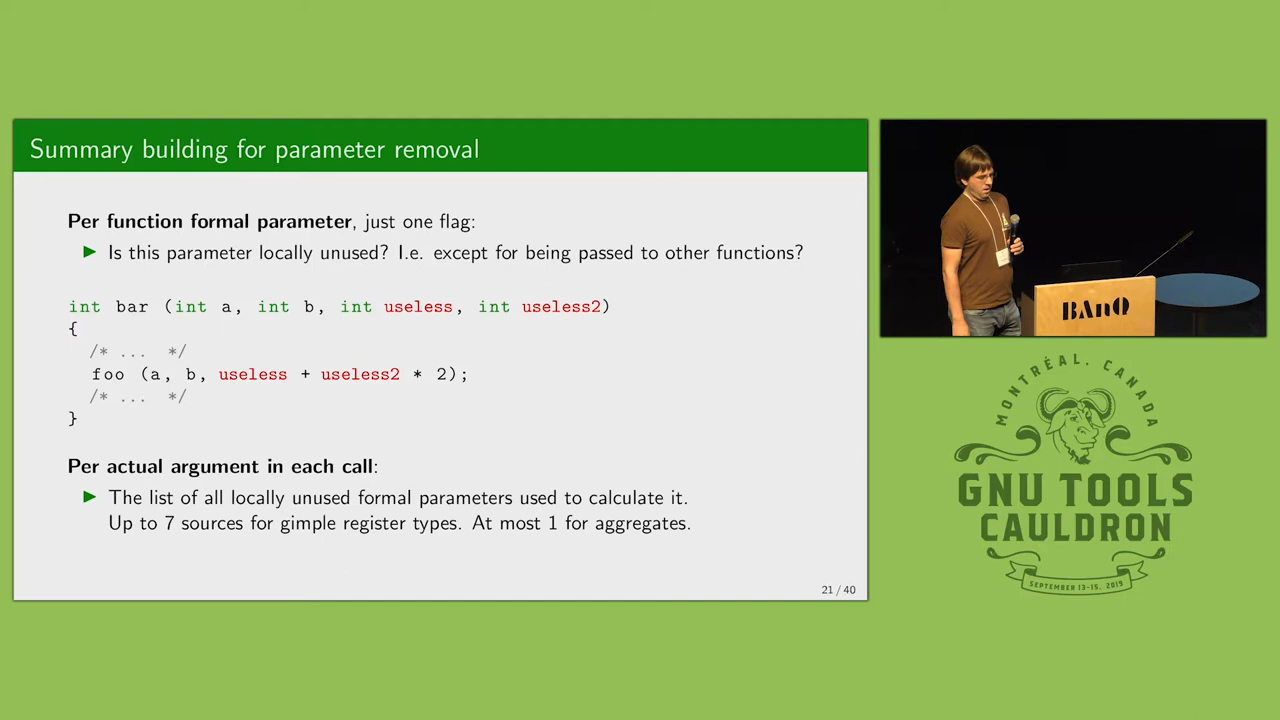 Summary building for parameter removal
Per function formal parameter, just one flag:
Is this parameter locally unused? I.e. except for being passed to other functions?
int bar (int a, int b, int useless, int useless2)
{
/* ... */
foo (a, b, useless + useless2 * 2);
/* ... */
}
Per actual argument in each call:
The list of all locally unused formal parameters used to calculate it.
Up to 7 sources for gimple register types. At most 1 for aggregates.
21 / 40
BAnQ
MONTRÉAL, CANADA
GNU TOOLS
CAULDRON
SEPTEMBER 13-15, 2019